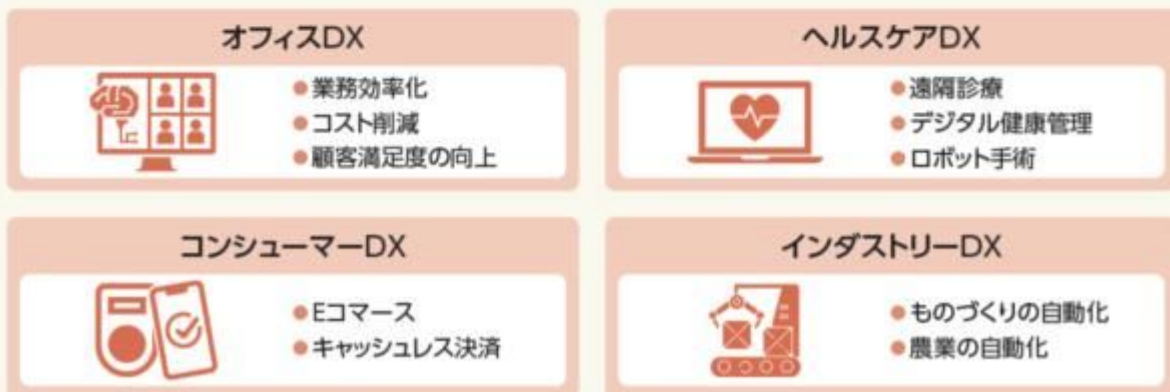 オフィスDX
●業務効率化
●コスト削減
●顧客満足度の向上
ヘルスケアDX
●遠隔診療
●デジタル健康管理
●ロボット手術
コンシューマーDX
●Eコマース
●キャッシュレス決済
インダストリーDX
●ものづくりの自動化
●農業の自動化